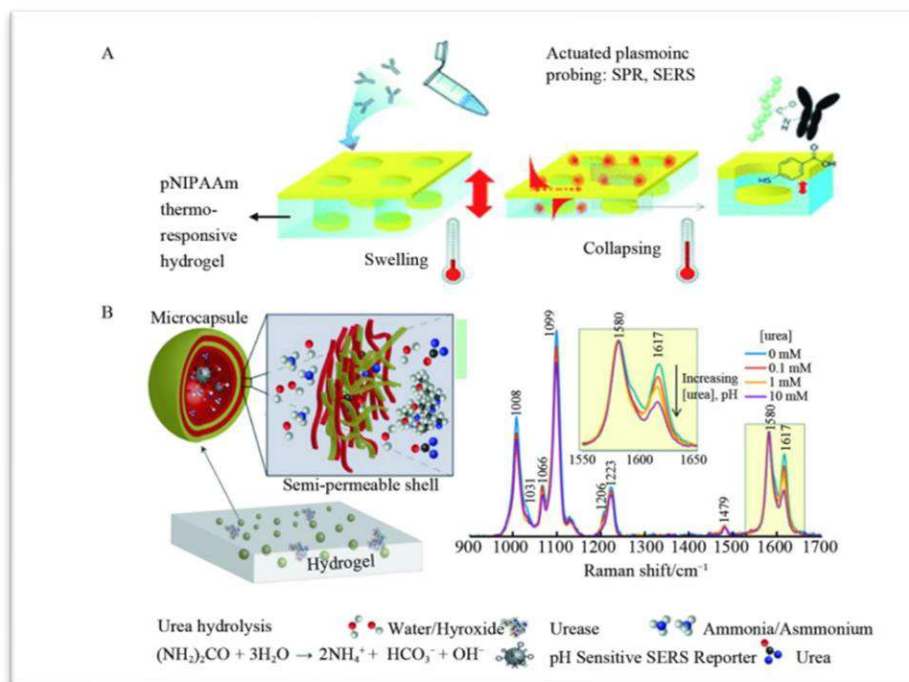 A
Actuated plasmoinc
probing: SPR, SERS
pNIPAAm
thermo-
responsive
hydrogel
Swelling
Collapsing
HS
O
B
Microcapsule
Semi-permeable shell
Hydrogel
1008
1031
1066
1099
1206
1223
1479
1580
1617
1580
1617
Increasing
[urea], pH
1550 1600 1650
[urea]
0 mM
0.1 mM
1 mM
10 mM
900 1000 1100 1200 1300 1400 1500 1600 1700
Raman shift/cm⁻¹
Urea hydrolysis
Water/Hyroxide
Urease
Ammonia/Asmmonium
(NH₂)₂CO + 3H₂O → 2NH₄⁺ + HCO₃⁻ + OH⁻
pH Sensitive SERS Reporter
Urea